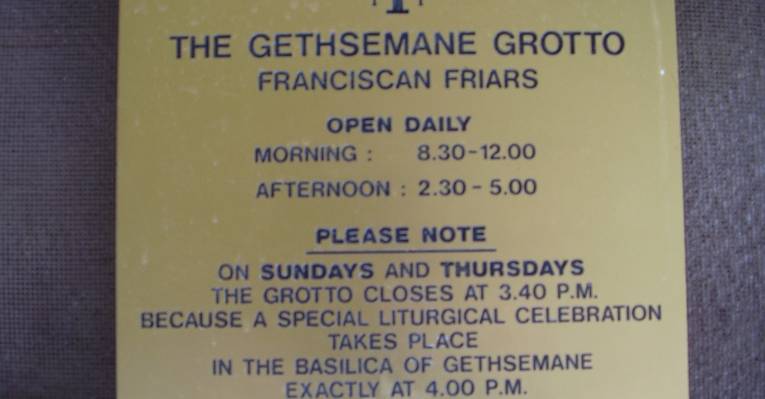 THE GETHSEMANE GROTTO
FRANCISCAN FRIARS
OPEN DAILY
MORNING : 8.30-12.00
AFTERNOON : 2.30 - 5.00
PLEASE NOTE
ON SUNDAYS AND THURSDAYS
THE GROTTO CLOSES AT 3.40 P.M.
BECAUSE A SPECIAL LITURGICAL CELEBRATION
TAKES PLACE
IN THE BASILICA OF GETHSEMANE
EXACTLY AT 4.00 P.M.